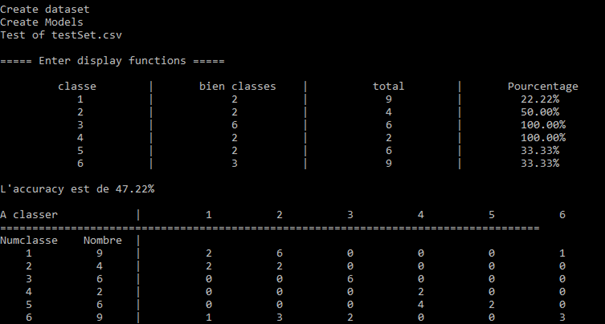 Create dataset
Create Models
Test of testSet.csv
===== Enter display functions =====
classe | bien classes | total | Pourcentage
1 | 2 | 9 | 22.22%
2 | 2 | 4 | 50.00%
3 | 6 | 6 | 100.00%
4 | 2 | 2 | 100.00%
5 | 2 | 6 | 33.33%
6 | 3 | 9 | 33.33%
L'accuracy est de 47.22%
A classer | 1 2 3 4 5 6
===================================================================================
Numclasse Nombre |
1 9 | 2 6 0 0 0 1
2 4 | 2 2 0 0 0 0
3 6 | 0 0 6 0 0 0
4 2 | 0 0 0 2 0 0
5 6 | 0 0 0 4 2 0
6 9 | 1 3 2 0 0 3